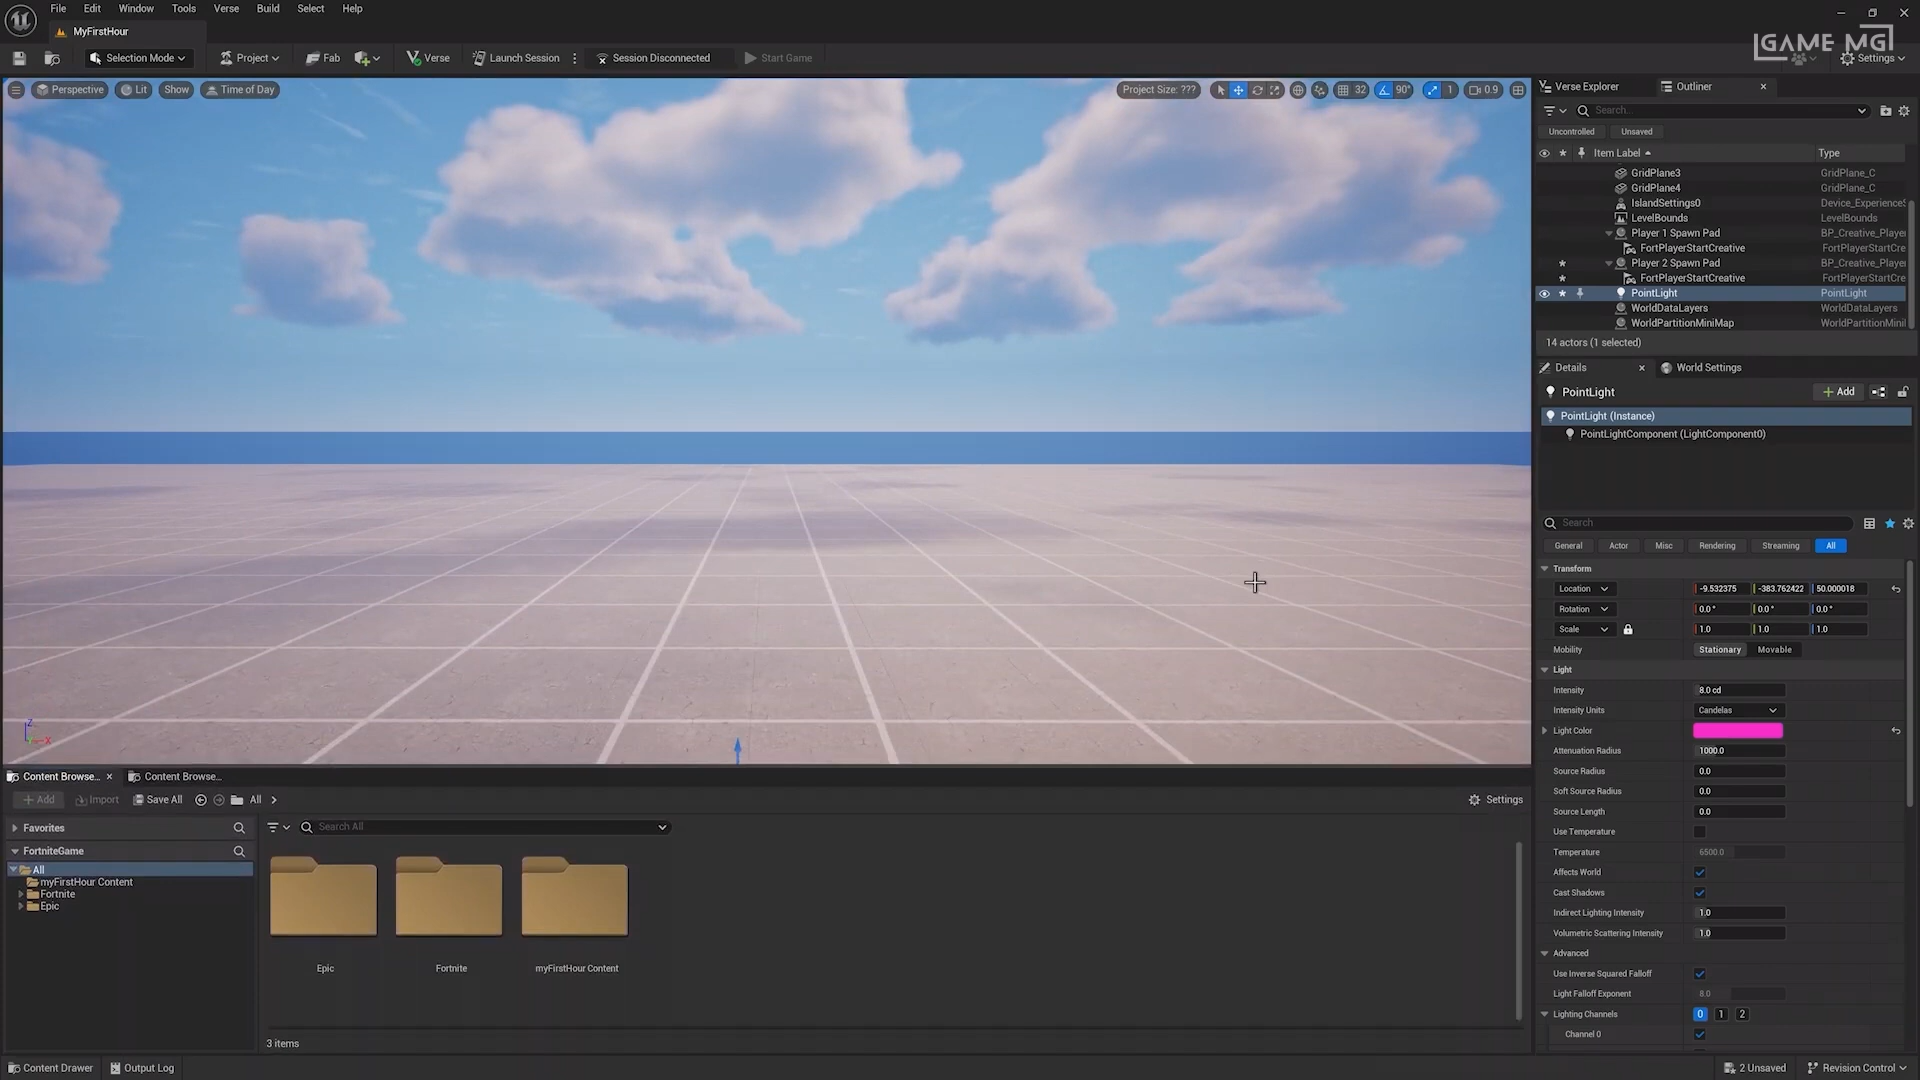 File Edit Window Tools Verse Build Select Help
MyFirstHour
GAME MG
Selection Mode Project Fab Verse Launch Session Session Disconnected Start Game Settings
Perspective Lit Show Time of Day Project Size: ??? 32 90° 1 0.9
Verse Explorer Outliner
Search...
Uncontrolled Unsaved
Item Label Type
GridPlane3 GridPlane_C
GridPlane4 GridPlane_C
IslandSettings0 Device_Experience
LevelBounds LevelBounds
Player 1 Spawn Pad BP_Creative_Player
FortPlayerStartCreative FortPlayerStartCre
Player 2 Spawn Pad BP_Creative_Player
FortPlayerStartCreative FortPlayerStartCre
PointLight PointLight
WorldDataLayers WorldDataLayers
WorldPartitionMiniMap WorldPartitionMini
14 actors (1 selected)
Details World Settings
PointLight Add
PointLight (Instance)
PointLightComponent (LightComponent0)
Search
General Actor Misc Rendering Streaming All
Transform
Location -9.532375 -383.762422 50.000018
Rotation 0.0° 0.0° 0.0°
Scale 1.0 1.0 1.0
Mobility Stationary Movable
Light
Intensity 8.0 cd
Intensity Units Candelas
Light Color
Attenuation Radius 1000.0
Source Radius 0.0
Soft Source Radius 0.0
Source Length 0.0
Use Temperature
Temperature 6500.0
Affects World
Cast Shadows
Indirect Lighting Intensity 1.0
Volumetric Scattering Intensity 1.0
Advanced
Use Inverse Squared Falloff
Light Falloff Exponent 8.0
Lighting Channels 0 1 2
Channel 0
Z
X
Content Browse... Content Browse...
Add Import Save All All Settings
Favorites
Search All
FortniteGame
All
myFirstHour Content
Fortnite
Epic
Epic Fortnite myFirstHour Content
3 items
Content Drawer Output Log 2 Unsaved Revision Control